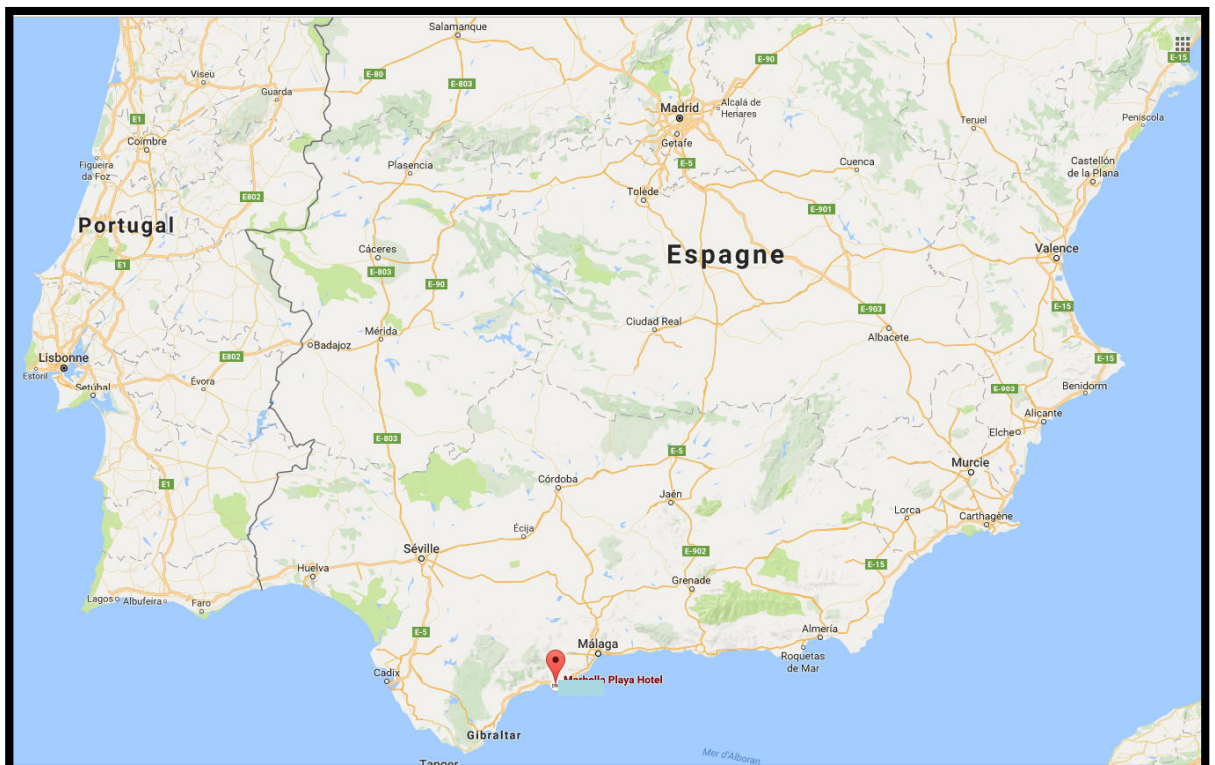 Salamanque
E-15
Viseu
E-80
E-803
E-90
Guarda
Madrid
Alcalá de
Henares
E1
Teruel
Peníscola
Coimbre
Getafe
Figueira
da Foz
Plasencia
E-5
Cuenca
Castellón
de la Plana
E802
Tolède
E-901
Portugal
Cáceres
Espagne
Valence
E1
E-803
E-90
E-903
E-15
Ciudad Real
Mérida
Badajoz
Albacete
Lisbonne
E802
E-15
Estoril
Setúbal
Évora
E-903
Benidorm
Alicante
E-803
Elche
E-5
Murcie
E1
Córdoba
Jaén
Lorca
Carthagène
Écija
Séville
E-902
E-15
Huelva
Grenade
Lagos
Albufeira
Faro
E-5
Almería
Málaga
Roquetas
de Mar
Cadix
Marbella Playa Hotel
Gibraltar
Mer d'Alboran
Tanger